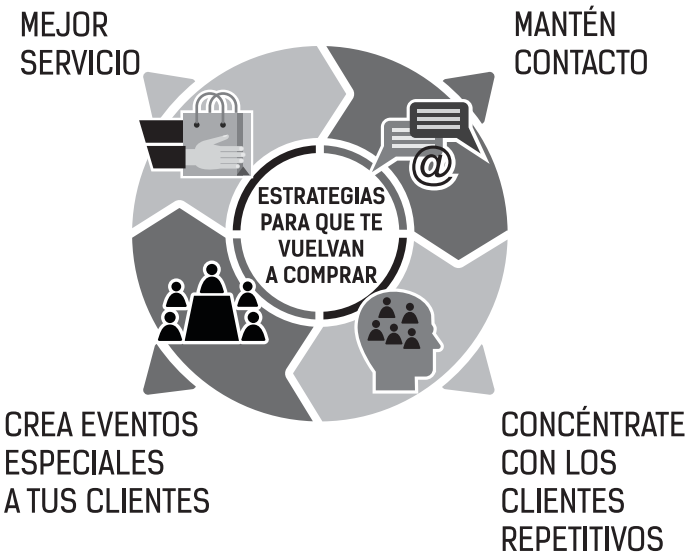 MEJOR
SERVICIO
MANTÉN
CONTACTO
@
ESTRATEGIAS
PARA QUE TE
VUELVAN
A COMPRAR
CREA EVENTOS
ESPECIALES
A TUS CLIENTES
CONCÉNTRATE
CON LOS
CLIENTES
REPETITIVOS